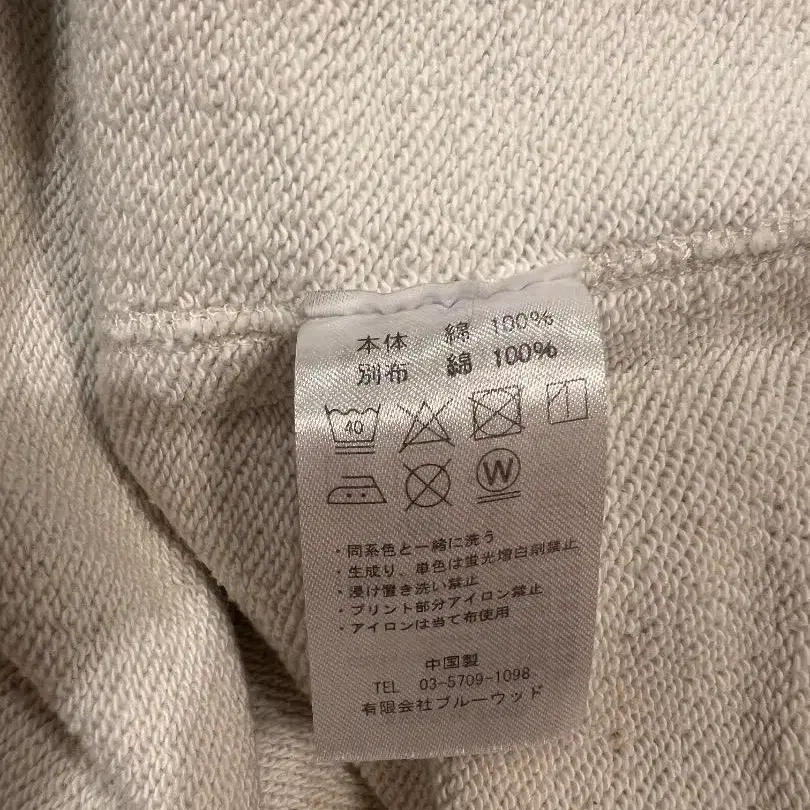 本体 綿 100%
別布 綿 100%
40
W
・同系色と一緒に洗う
・生成り、単色は蛍光増白剤禁止
・浸け置き洗い禁止
・プリント部分アイロン禁止
・アイロンは当て布使用
中国製
TEL 03-5709-1098
有限会社ブルーウッド